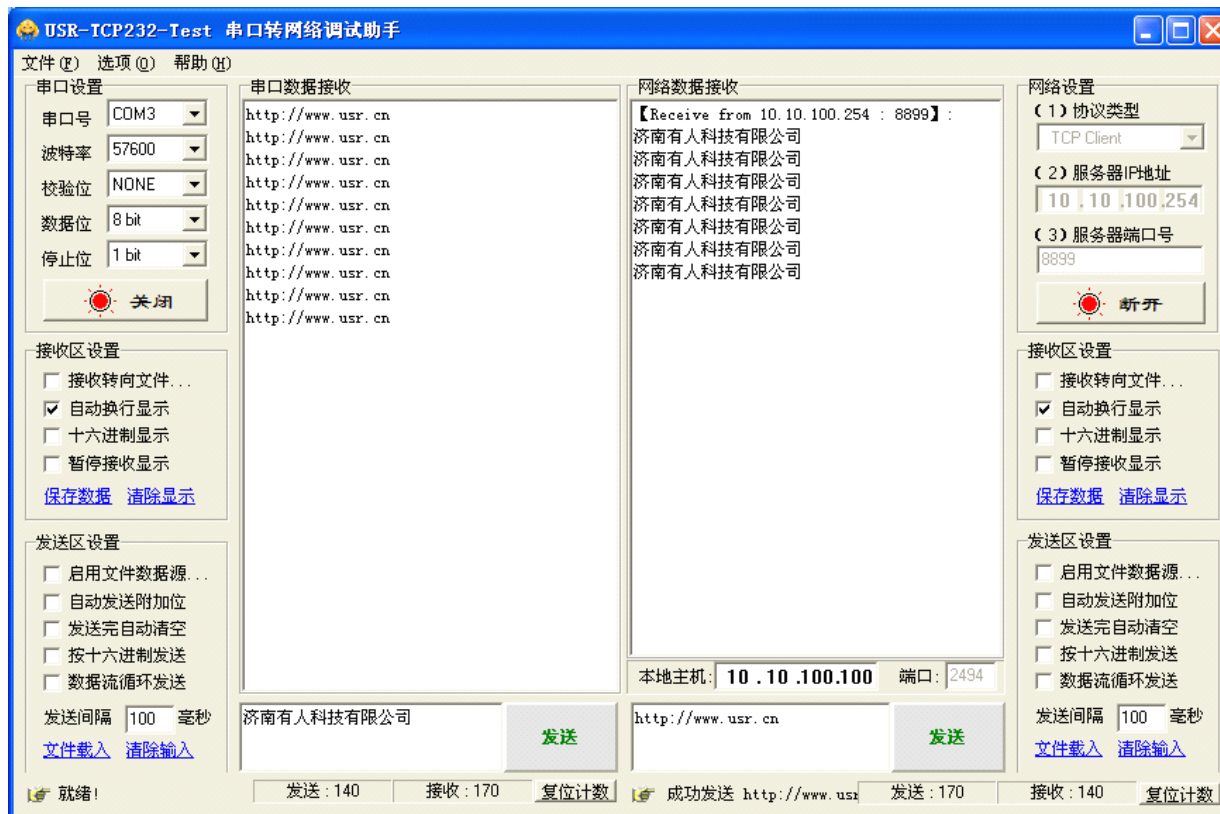 USR-TCP232-Test 串口转网络调试助手
文件(F) 选项(O) 帮助(H)
串口设置
串口号 COM3
波特率 57600
校验位 NONE
数据位 8 bit
停止位 1 bit
关闭
接收区设置
接收转向文件...
自动换行显示
十六进制显示
暂停接收显示
保存数据 清除显示
发送区设置
启用文件数据源...
自动发送附加位
发送完自动清空
按十六进制发送
数据流循环发送
发送间隔 100 毫秒
文件载入 清除输入
串口数据接收
http://www.usr.cn
http://www.usr.cn
http://www.usr.cn
http://www.usr.cn
http://www.usr.cn
http://www.usr.cn
http://www.usr.cn
http://www.usr.cn
http://www.usr.cn
http://www.usr.cn
济南有人科技有限公司
发送
网络数据接收
【Receive from 10.10.100.254 : 8899】:
济南有人科技有限公司
济南有人科技有限公司
济南有人科技有限公司
济南有人科技有限公司
济南有人科技有限公司
济南有人科技有限公司
济南有人科技有限公司
本地主机: 10 .10 .100.100 端口: 2494
http://www.usr.cn
发送
网络设置
(1)协议类型
TCP Client
(2)服务器IP地址
10 .10 .100.254
(3)服务器端口号
8899
断开
接收区设置
接收转向文件...
自动换行显示
十六进制显示
暂停接收显示
保存数据 清除显示
发送区设置
启用文件数据源...
自动发送附加位
发送完自动清空
按十六进制发送
数据流循环发送
发送间隔 100 毫秒
文件载入 清除输入
就绪! 发送:140 接收:170 复位计数
成功发送 http://www.usr 发送:170 接收:140 复位计数